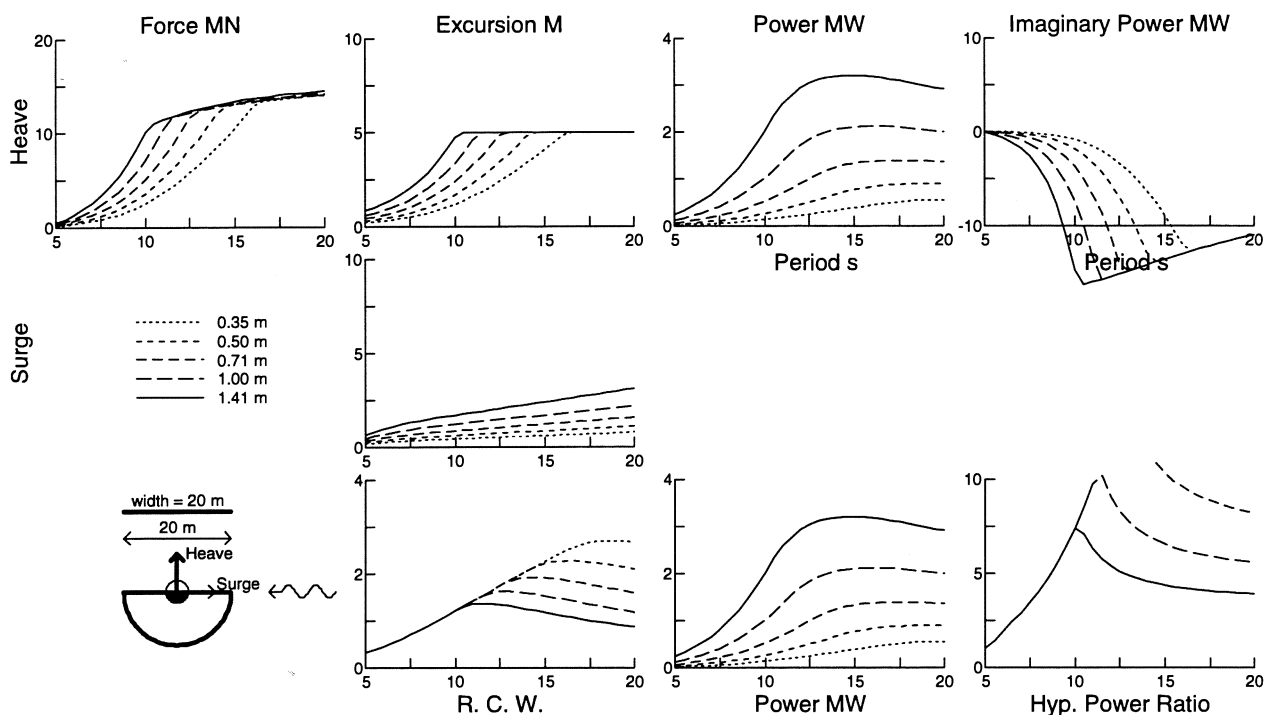 Force MN
Excursion M
Power MW
Imaginary Power MW
Heave
20
10
0
5 10 15 20
10
5
0
5 10 15 20
4
2
0
5 10 15 20
Period s
10
0
-10
5 10 15 20
Period s
Surge
0.35 m
0.50 m
0.71 m
1.00 m
1.41 m
10
5
0
5 10 15 20
width = 20 m
20 m
Heave
Surge
4
2
0
5 10 15 20
R. C. W.
4
2
0
5 10 15 20
Power MW
10
5
0
5 10 15 20
Hyp. Power Ratio